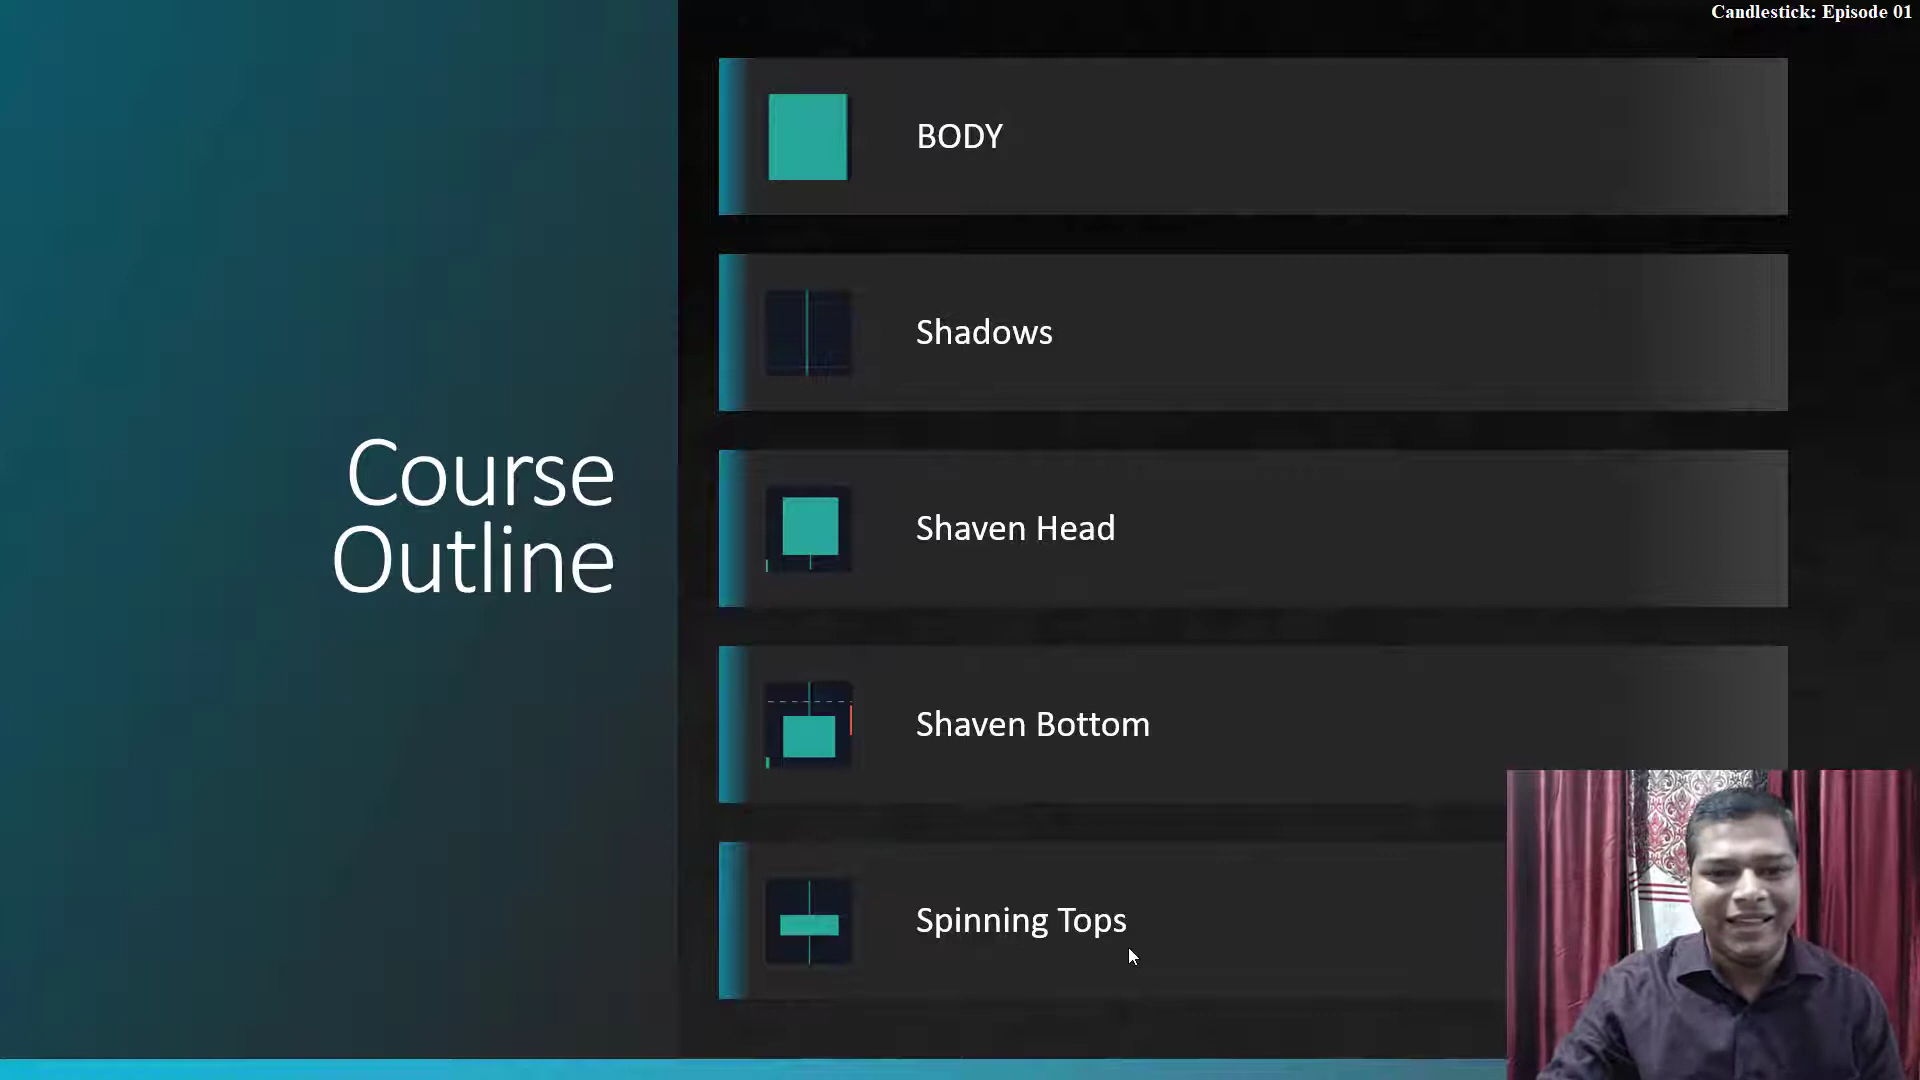 Candlestick: Episode 01
Course
Outline
BODY
Shadows
Shaven Head
Shaven Bottom
Spinning Tops